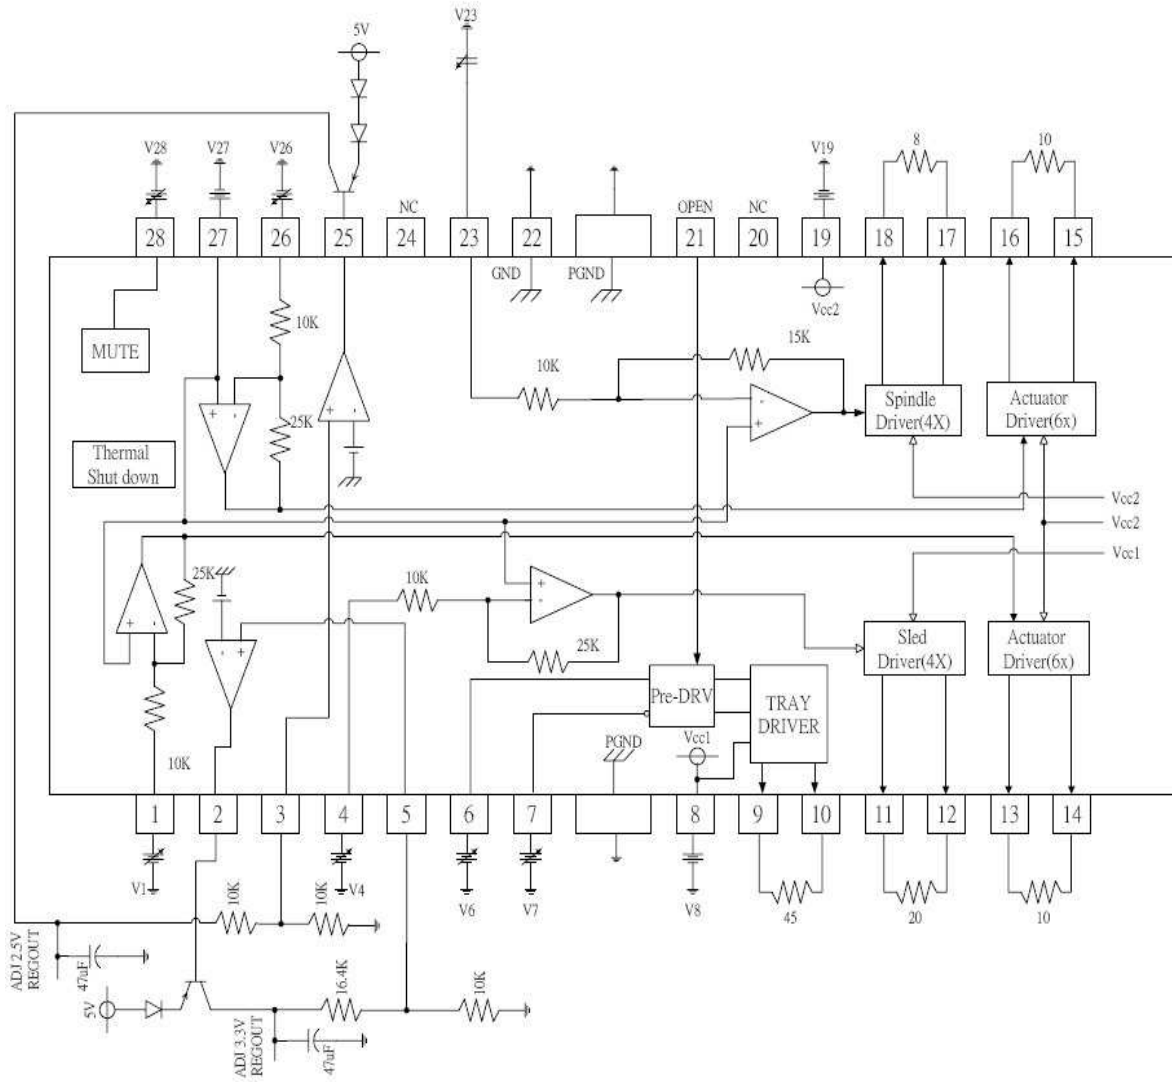 5V
V23
V28
V27
V26
V19
8
10
NC
OPEN
NC
28
27
26
25
24
23
22
21
20
19
18
17
16
15
GND
PGND
Vcc2
MUTE
10K
10K
15K
25K
Thermal
Shut down
Spindle
Driver(4X)
Actuator
Driver(6x)
+
-
+
-
-
+
Vcc2
Vcc2
Vcc1
25K
10K
+
-
+
-
-
+
25K
Sled
Driver(4X)
Actuator
Driver(6x)
Pre-DRV
TRAY
DRIVER
10K
PGND
Vcc1
1
2
3
4
5
6
7
8
9
10
11
12
13
14
V1
V4
V6
V7
V8
45
20
10
10K
10K
ADJ 2.5V
REGOUT
47uF
5V
16.4K
10K
ADJ 3.3V
REGOUT
47uF